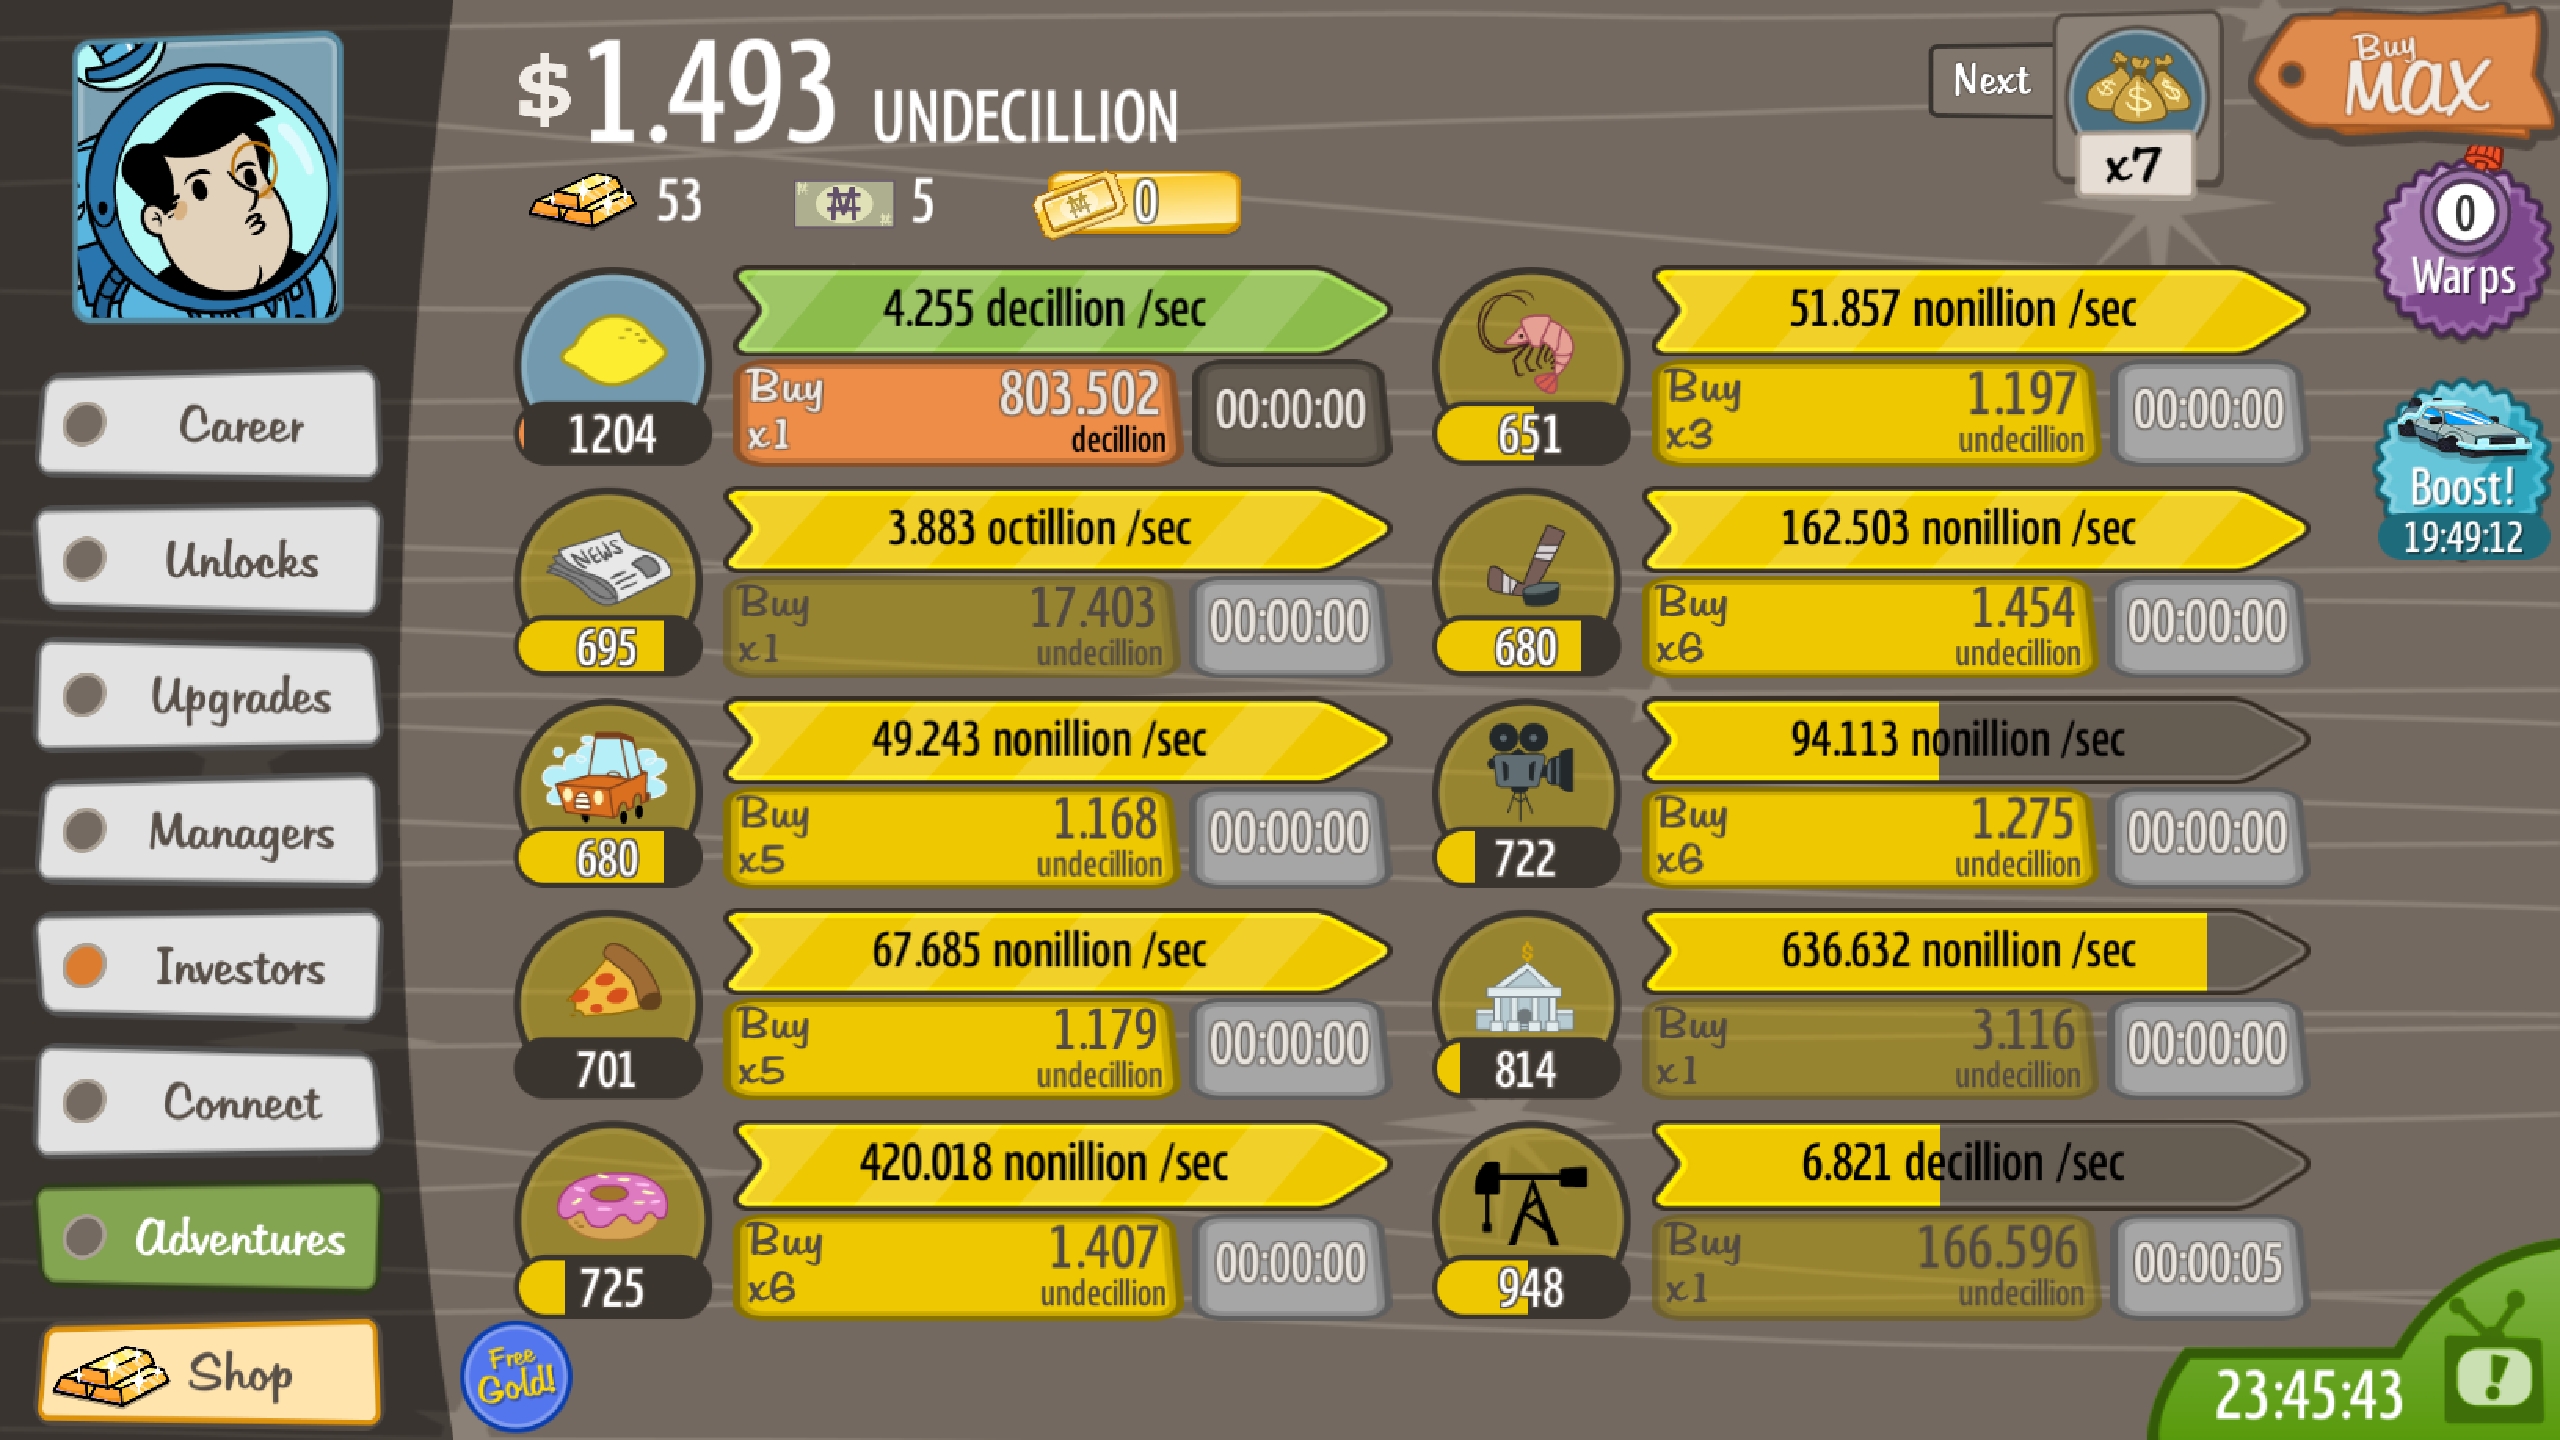 $1.493 UNDECILLION
53
5
0
Next
x7
Buy
MAX
0
Warps
Boost!
19:49:12
Career
Unlocks
Upgrades
Managers
Investors
Connect
Adventures
Shop
1204
4.255 decillion /sec
Buy
x1
803.502
decillion
00:00:00
NEWS
695
3.883 octillion /sec
Buy
x1
17.403
undecillion
00:00:00
680
49.243 nonillion /sec
Buy
x5
1.168
undecillion
00:00:00
701
67.685 nonillion /sec
Buy
x5
1.179
undecillion
00:00:00
725
420.018 nonillion /sec
Buy
x6
1.407
undecillion
00:00:00
651
51.857 nonillion /sec
Buy
x3
1.197
undecillion
00:00:00
680
162.503 nonillion /sec
Buy
x6
1.454
undecillion
00:00:00
722
94.113 nonillion /sec
Buy
x6
1.275
undecillion
00:00:00
814
636.632 nonillion /sec
Buy
x1
3.116
undecillion
00:00:00
948
6.821 decillion /sec
Buy
x1
166.596
undecillion
00:00:05
Free
Gold!
23:45:43
!